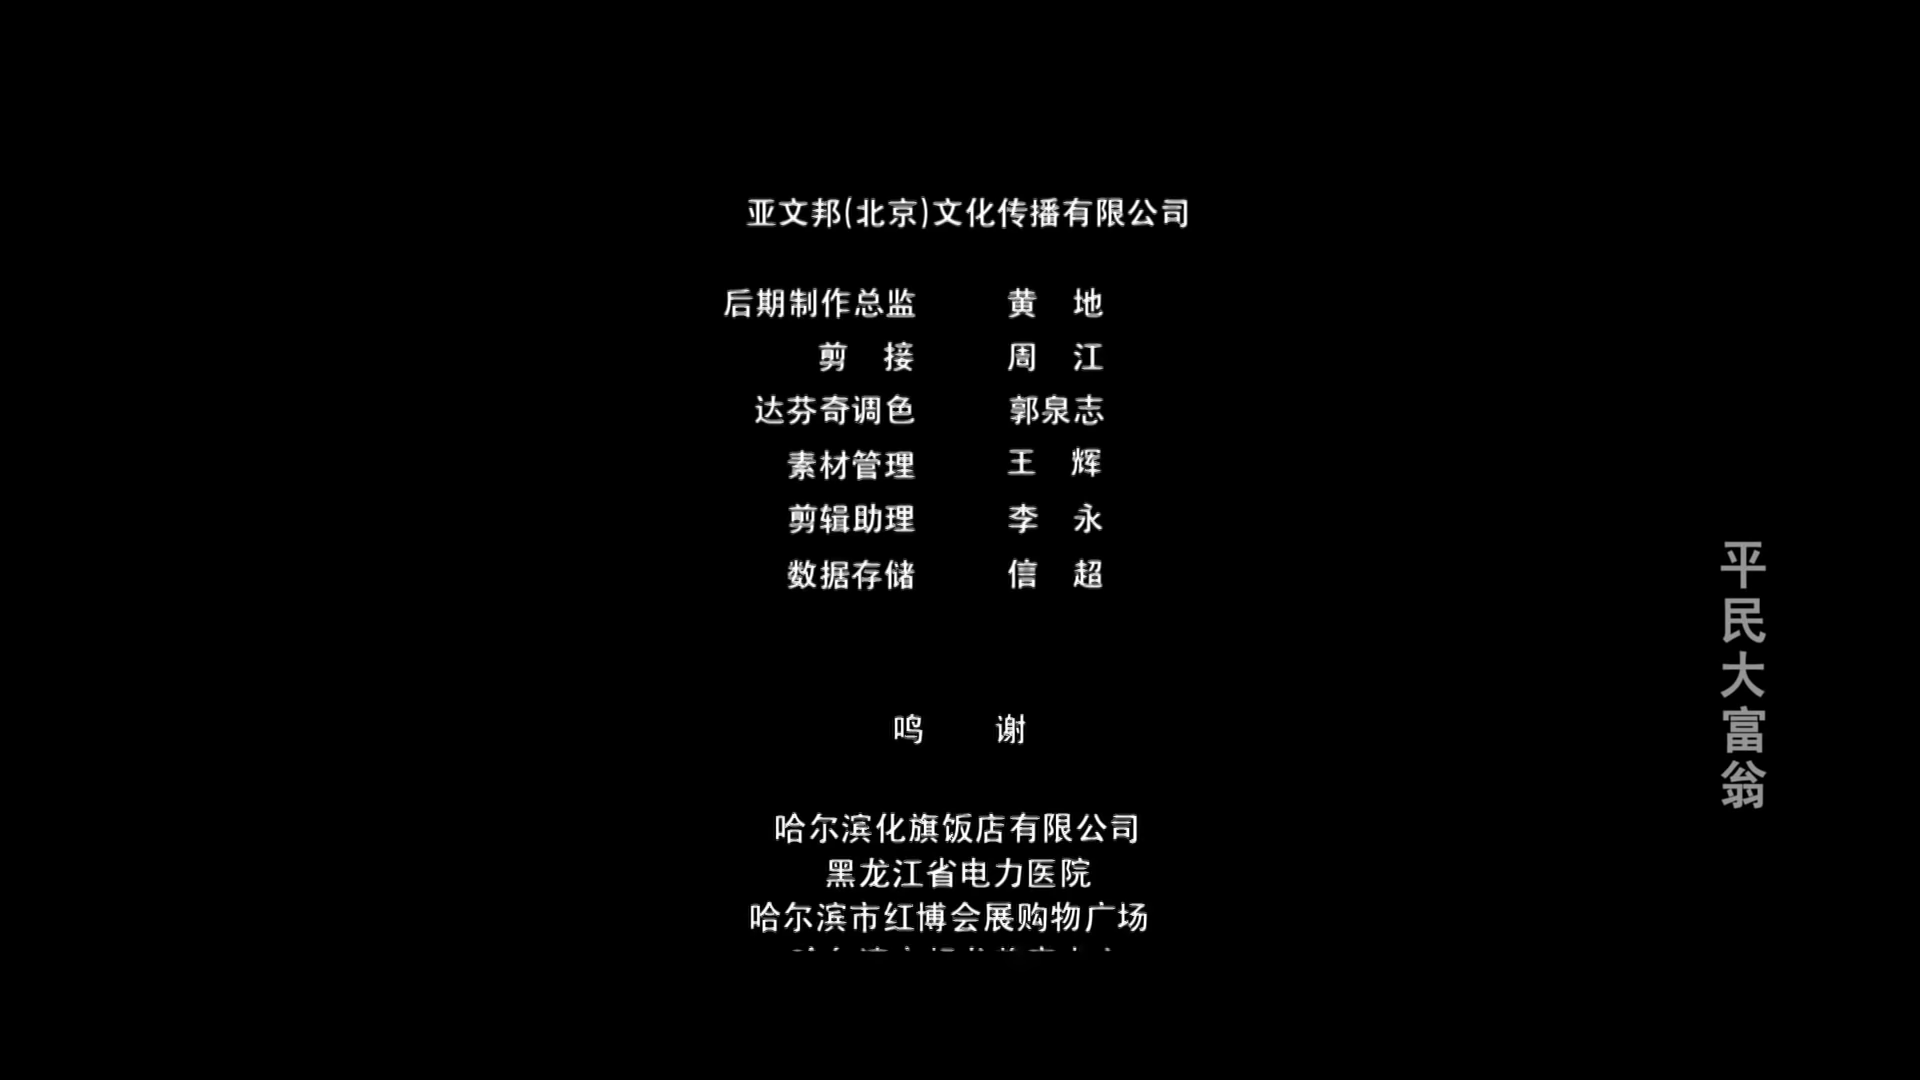 亚文邦(北京)文化传播有限公司
后期制作总监 黄 地
剪 接 周 江
达芬奇调色 郭泉志
素材管理 王 辉
剪辑助理 李 永
数据存储 信 超
鸣 谢
哈尔滨化旗饭店有限公司
黑龙江省电力医院
哈尔滨市红博会展购物广场
平民大富翁